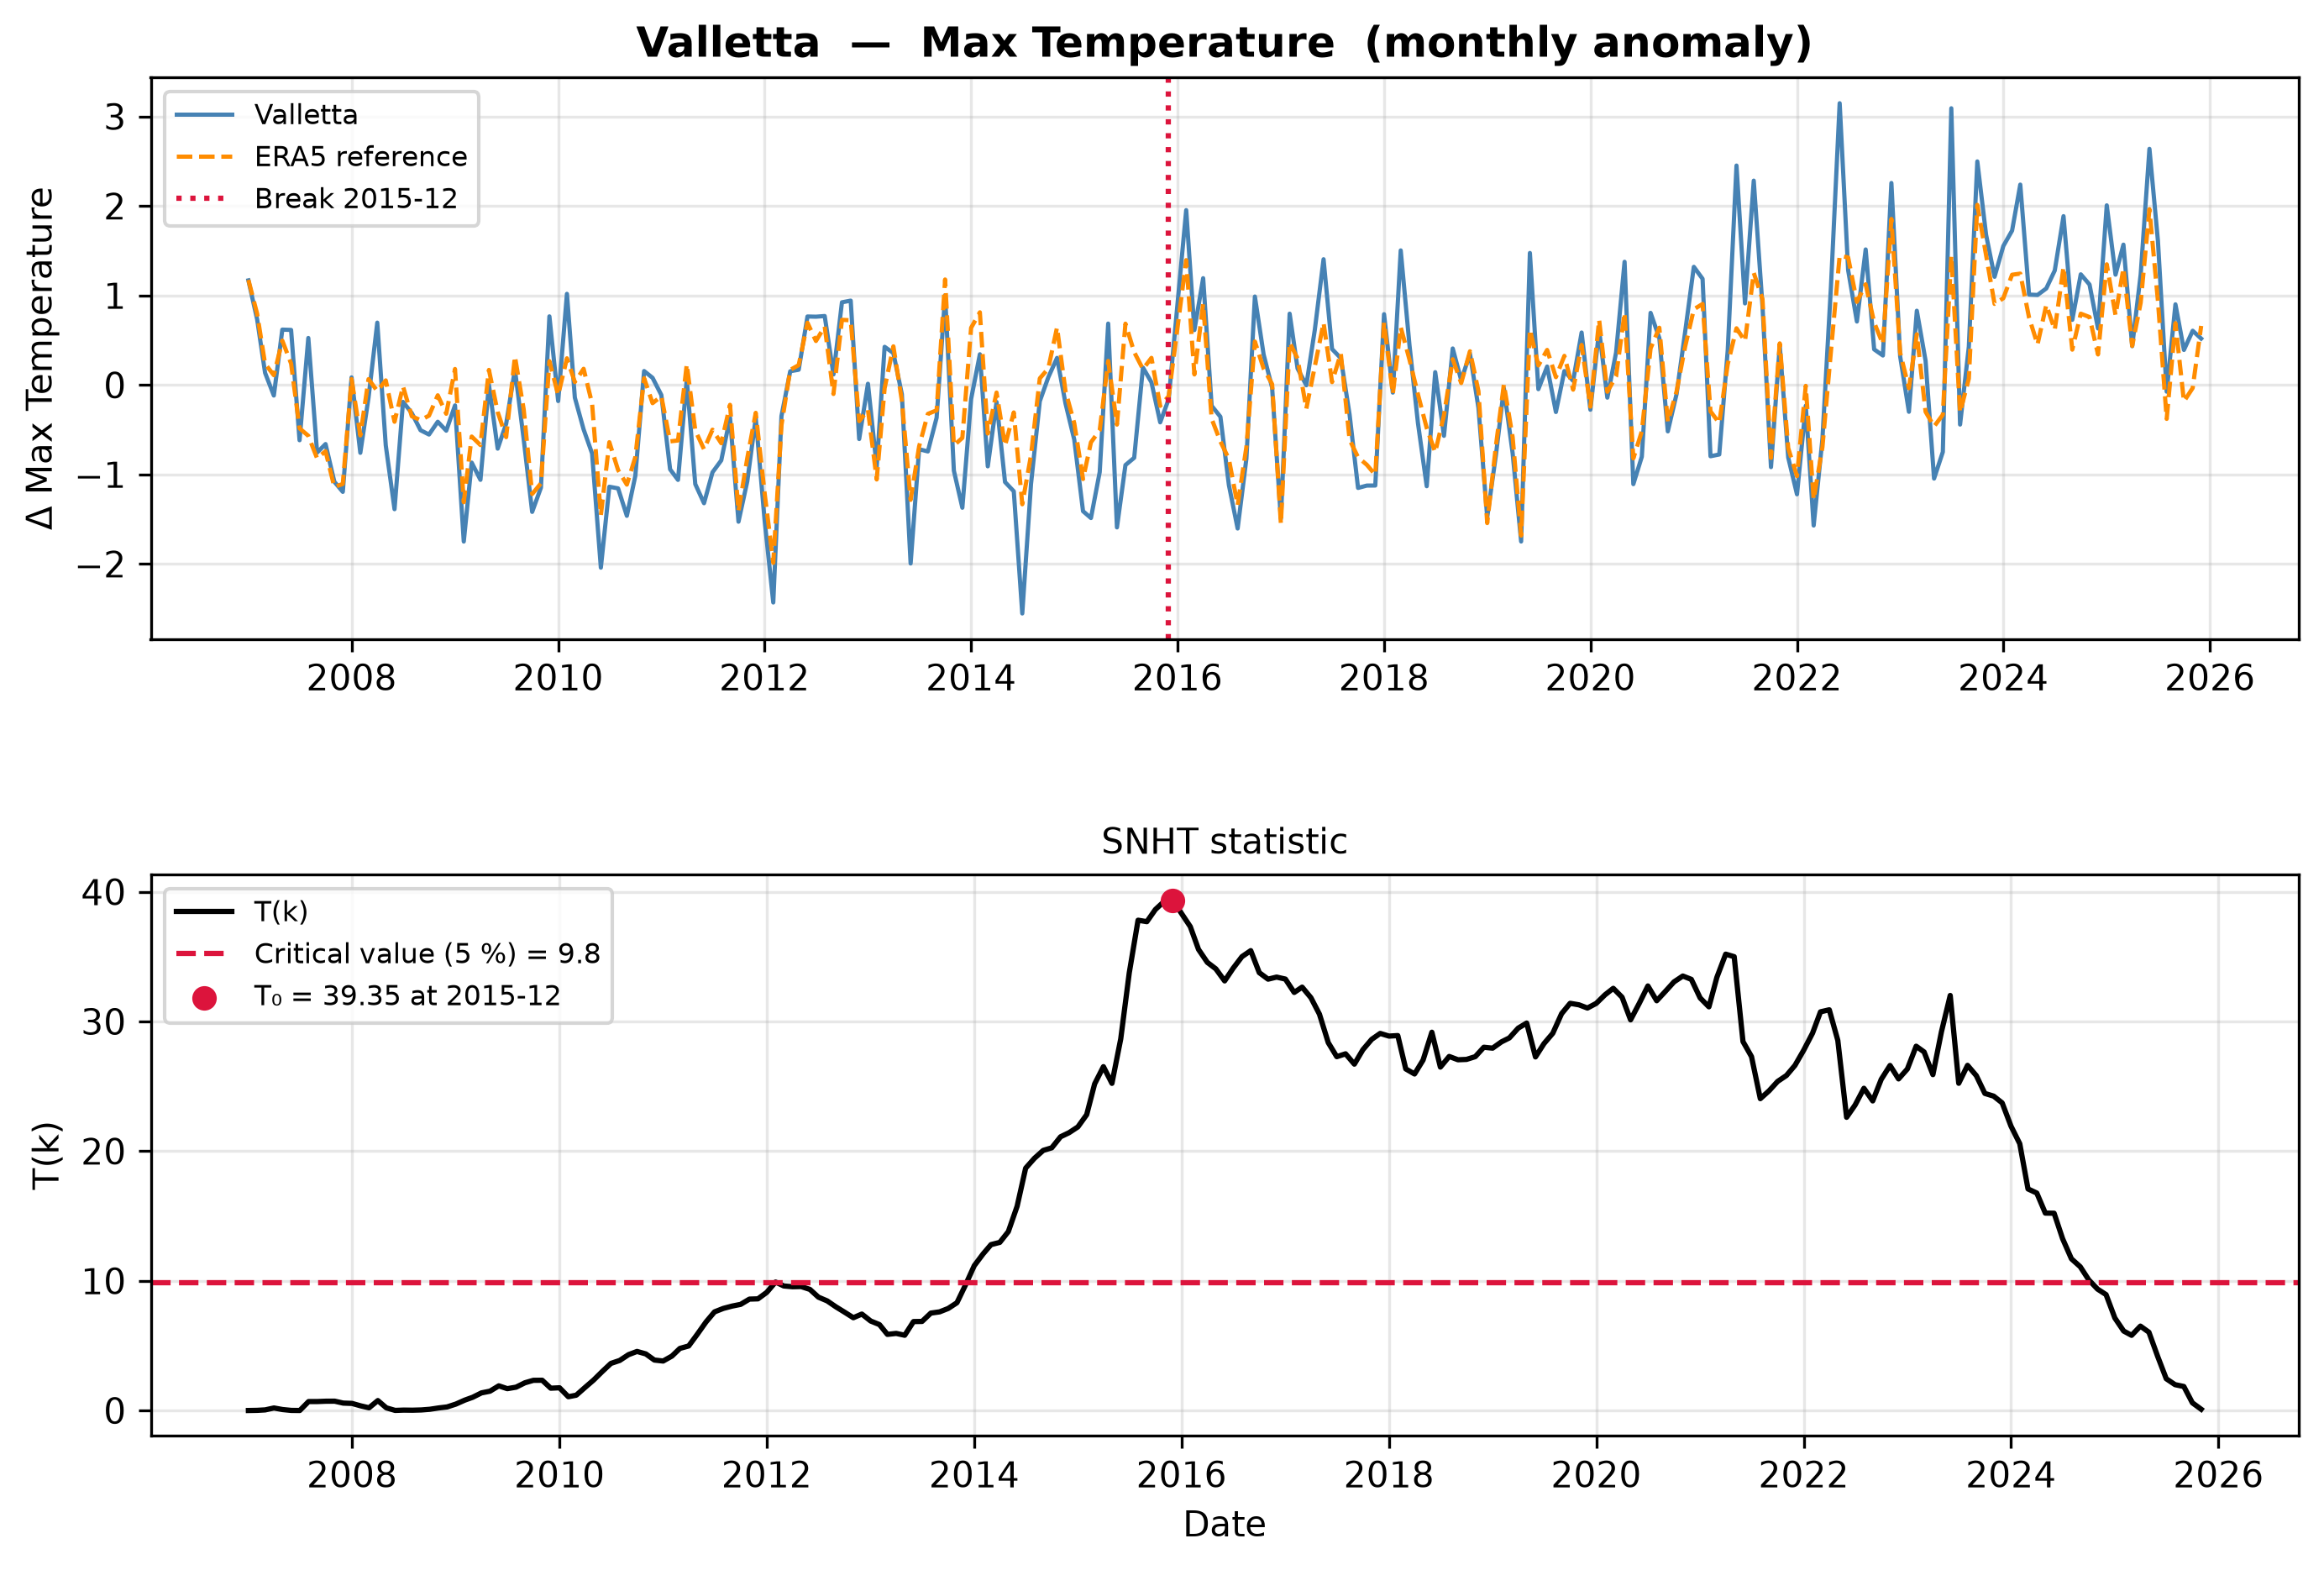 Valletta — Max Temperature (monthly anomaly)
Δ Max Temperature
3
2
1
0
−1
−2
Valletta
ERA5 reference
Break 2015-12
2008 2010 2012 2014 2016 2018 2020 2022 2024 2026
SNHT statistic
T(k)
40
30
20
10
0
T(k)
Critical value (5 %) = 9.8
T₀ = 39.35 at 2015-12
2008 2010 2012 2014 2016 2018 2020 2022 2024 2026
Date